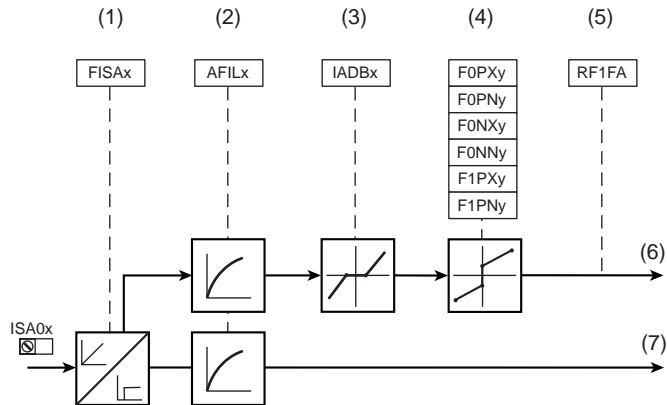 (1) (2) (3) (4) (5)
FISAx AFILx IADBx F0PXy RF1FA
F0PNy
F0NXy
F0NNy
F1PXy
F1PNy
(6)
ISA0x
(7)